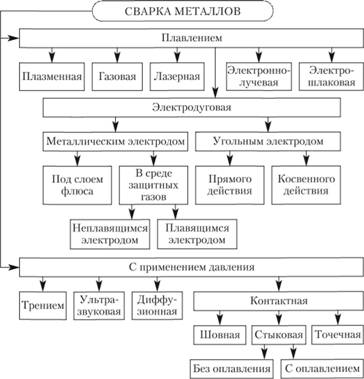 СВАРКА МЕТАЛЛОВ
Плавлением
Плазменная
Газовая
Лазерная
Электронно-
лучевая
Электро-
шлаковая
Электродуговая
Металлическим электродом
Угольным электродом
Под слоем
флюса
В среде
защитных
газов
Прямого
действия
Косвенного
действия
Неплавящимся
электродом
Плавящимся
электродом
С применением давления
Трением
Ультра-
звуковая
Диффу-
зионная
Контактная
Шовная
Стыковая
Точечная
Без оплавления
С оплавлением